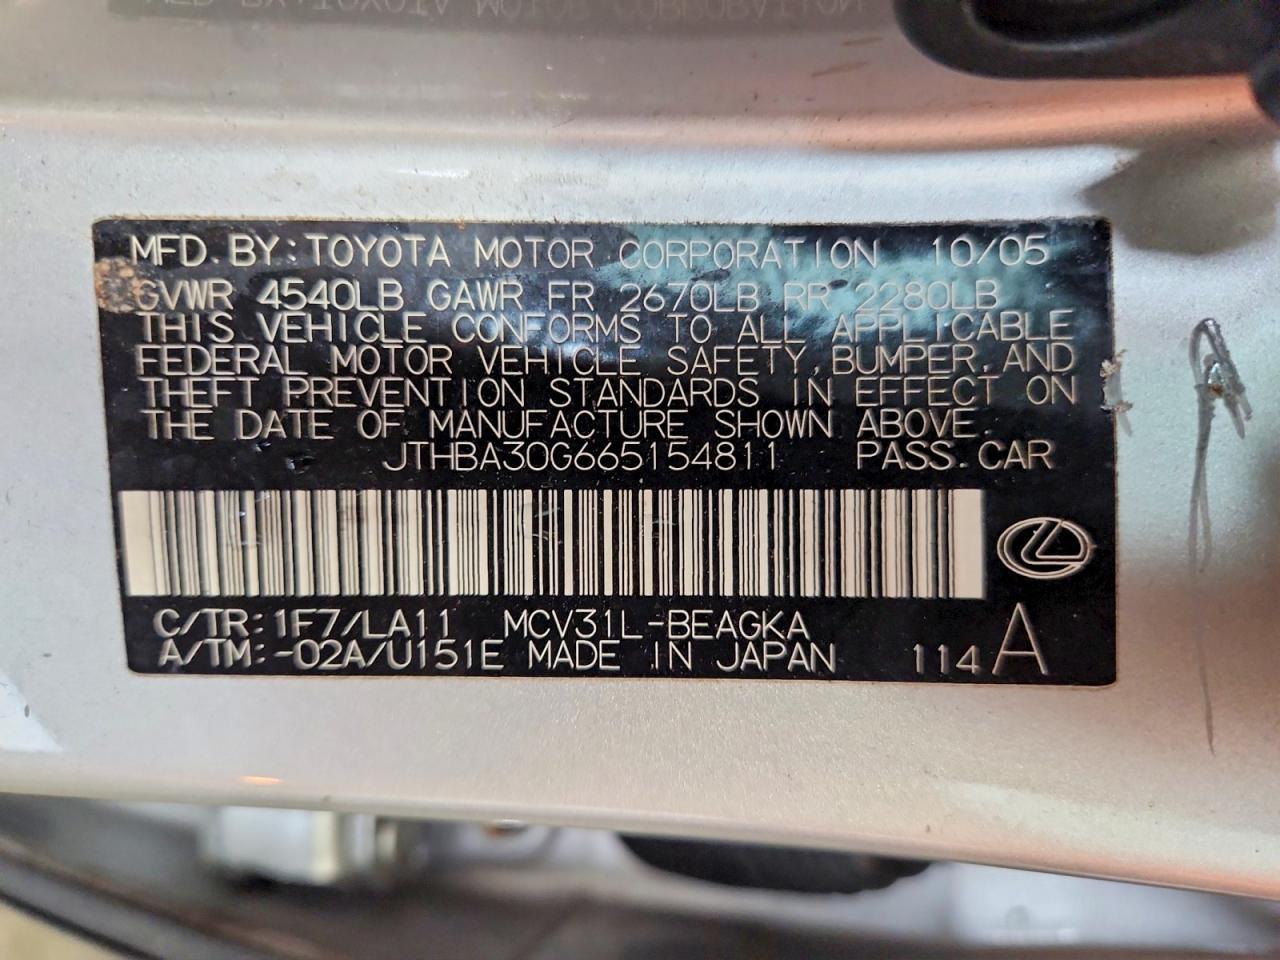 MFD.BY:TOYOTA MOTOR CORPORATION 10/05
GVWR 4540LB GAWR FR 2670LB RR 2280LB
THIS VEHICLE CONFORMS TO ALL APPLICABLE
FEDERAL MOTOR VEHICLE SAFETY,BUMPER,AND
THEFT PREVENTION STANDARDS IN EFFECT ON
THE DATE OF MANUFACTURE SHOWN ABOVE.
JTHBA30G665154811 PASS.CAR
C/TR:1F7/LA11 MCV31L-BEAGKA
A/TM:-02A/U151E MADE IN JAPAN 114 A